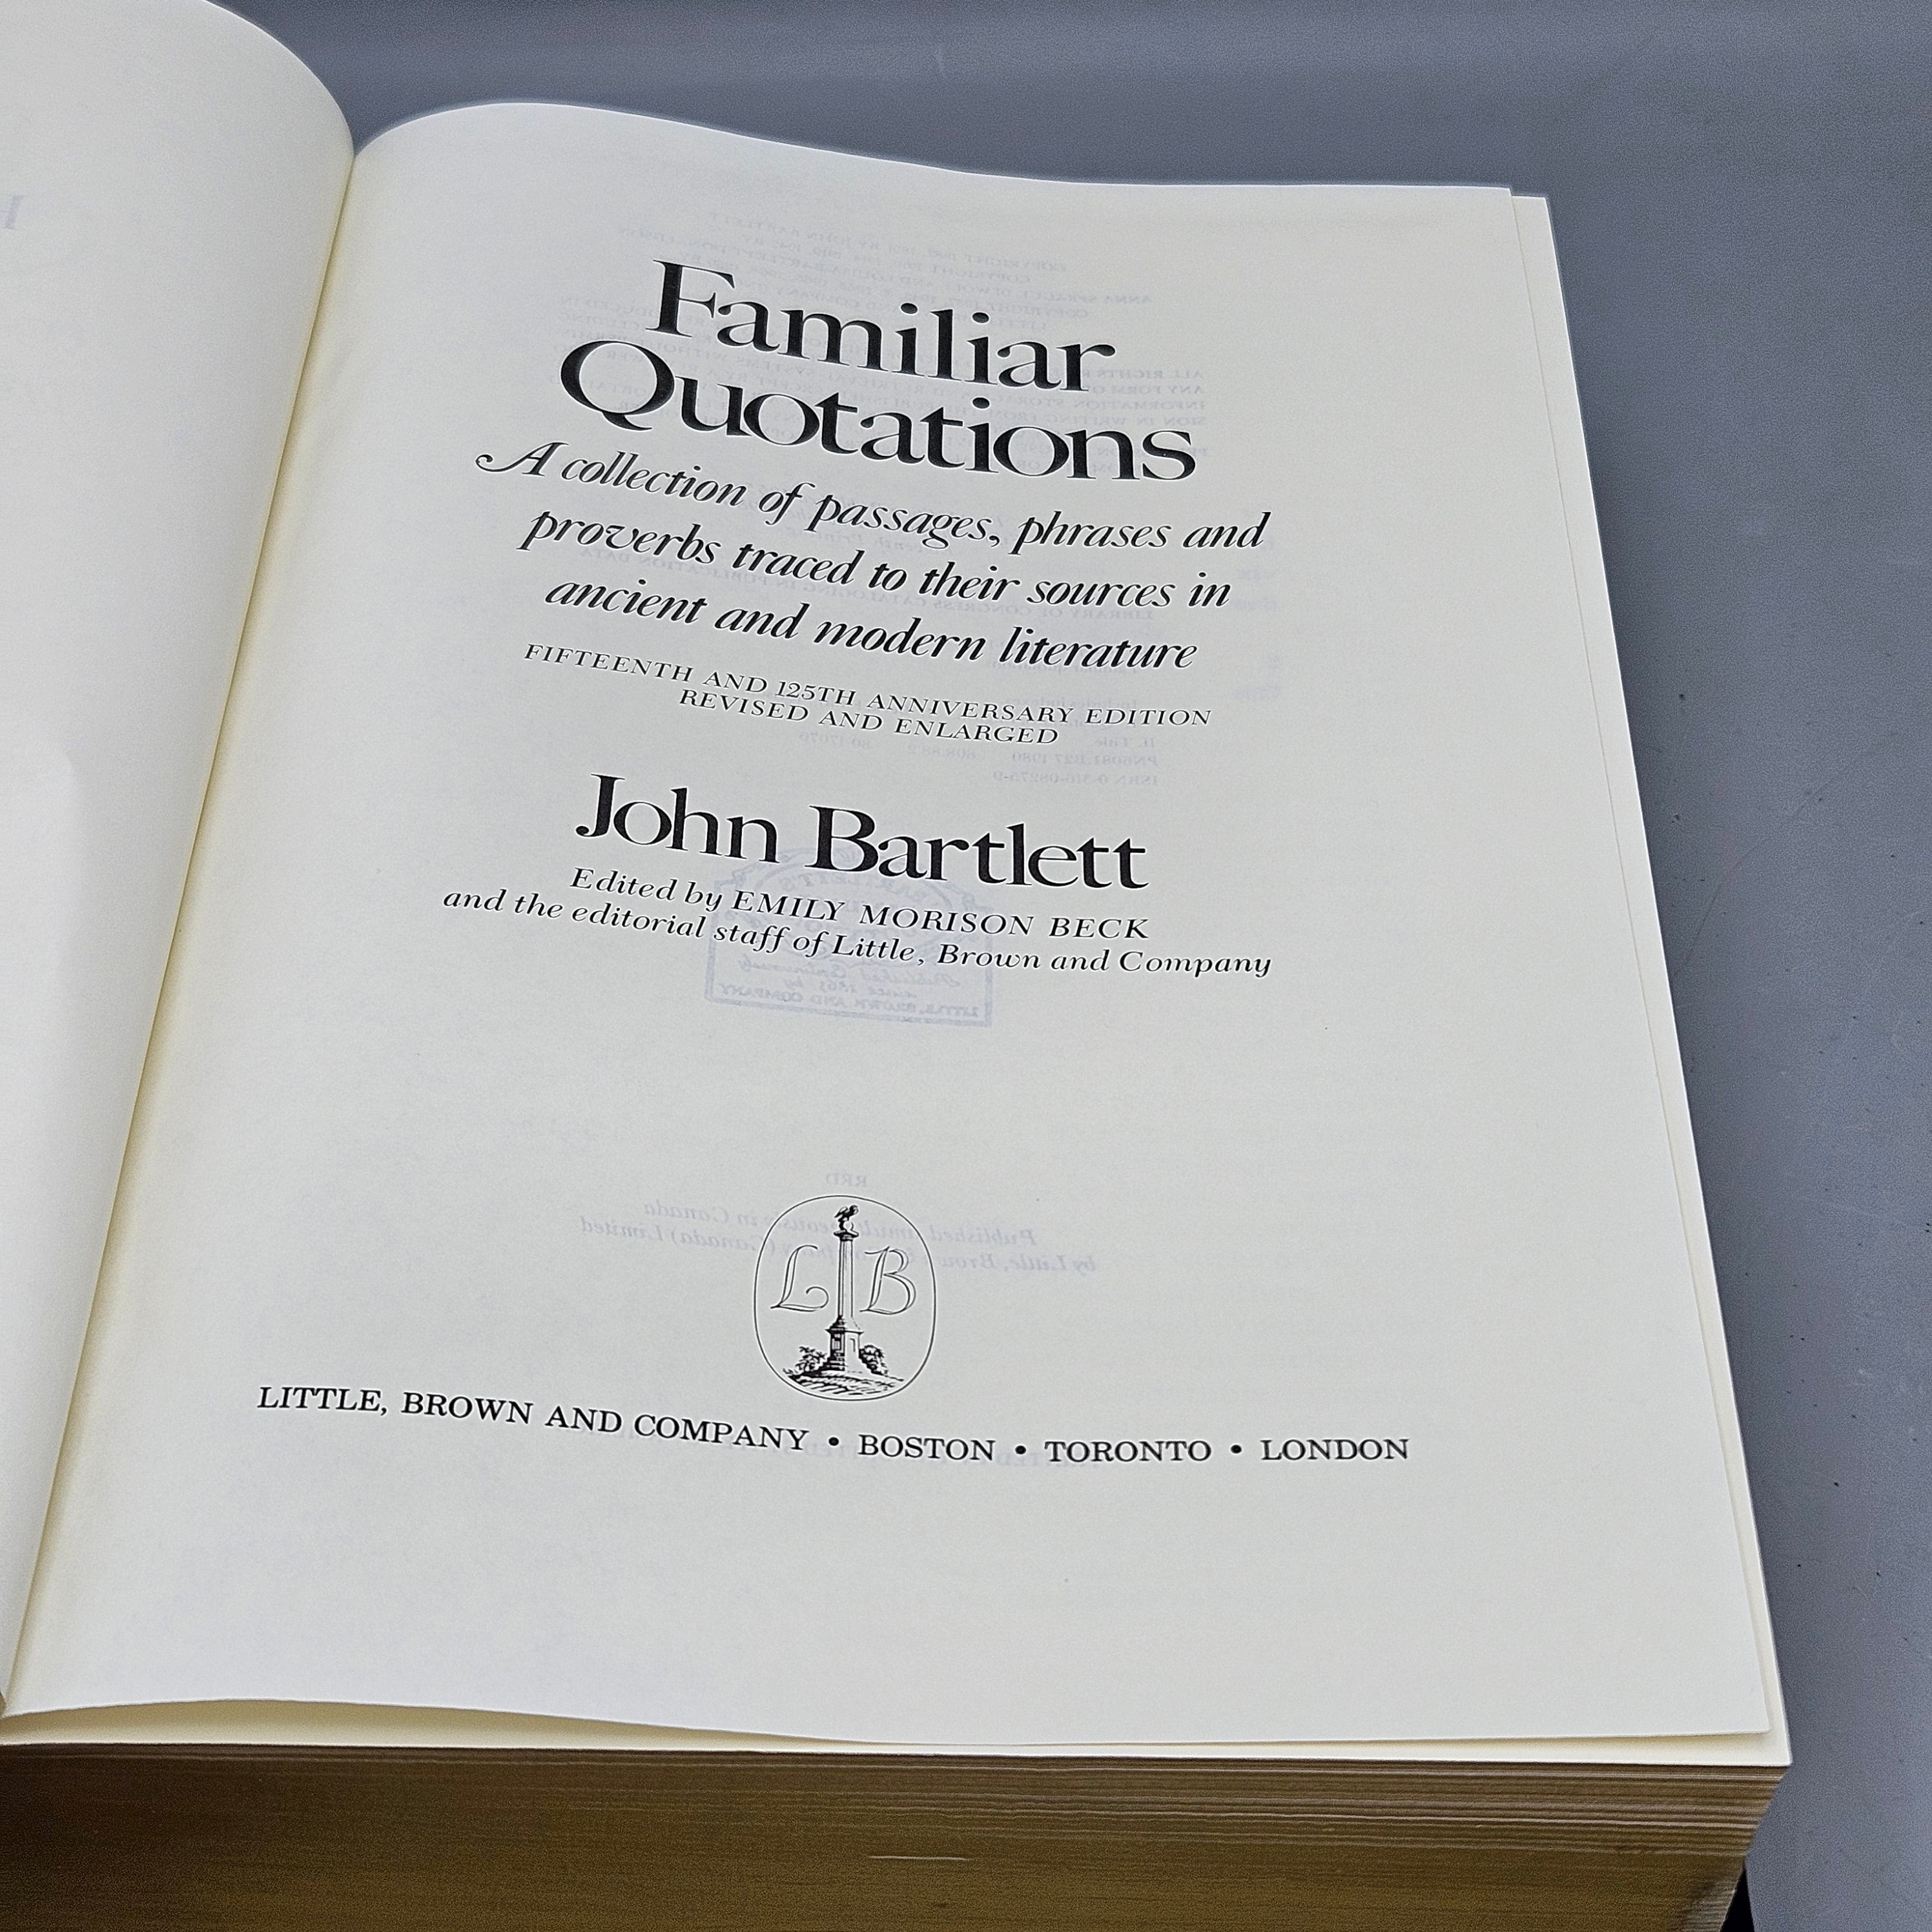 Familiar
Quotations
A collection of passages, phrases and
proverbs traced to their sources in
ancient and modern literature
FIFTEENTH AND 125TH ANNIVERSARY EDITION
REVISED AND ENLARGED
John Bartlett
Edited by EMILY MORISON BECK
and the editorial staff of Little, Brown and Company
L B
LITTLE, BROWN AND COMPANY • BOSTON • TORONTO • LONDON